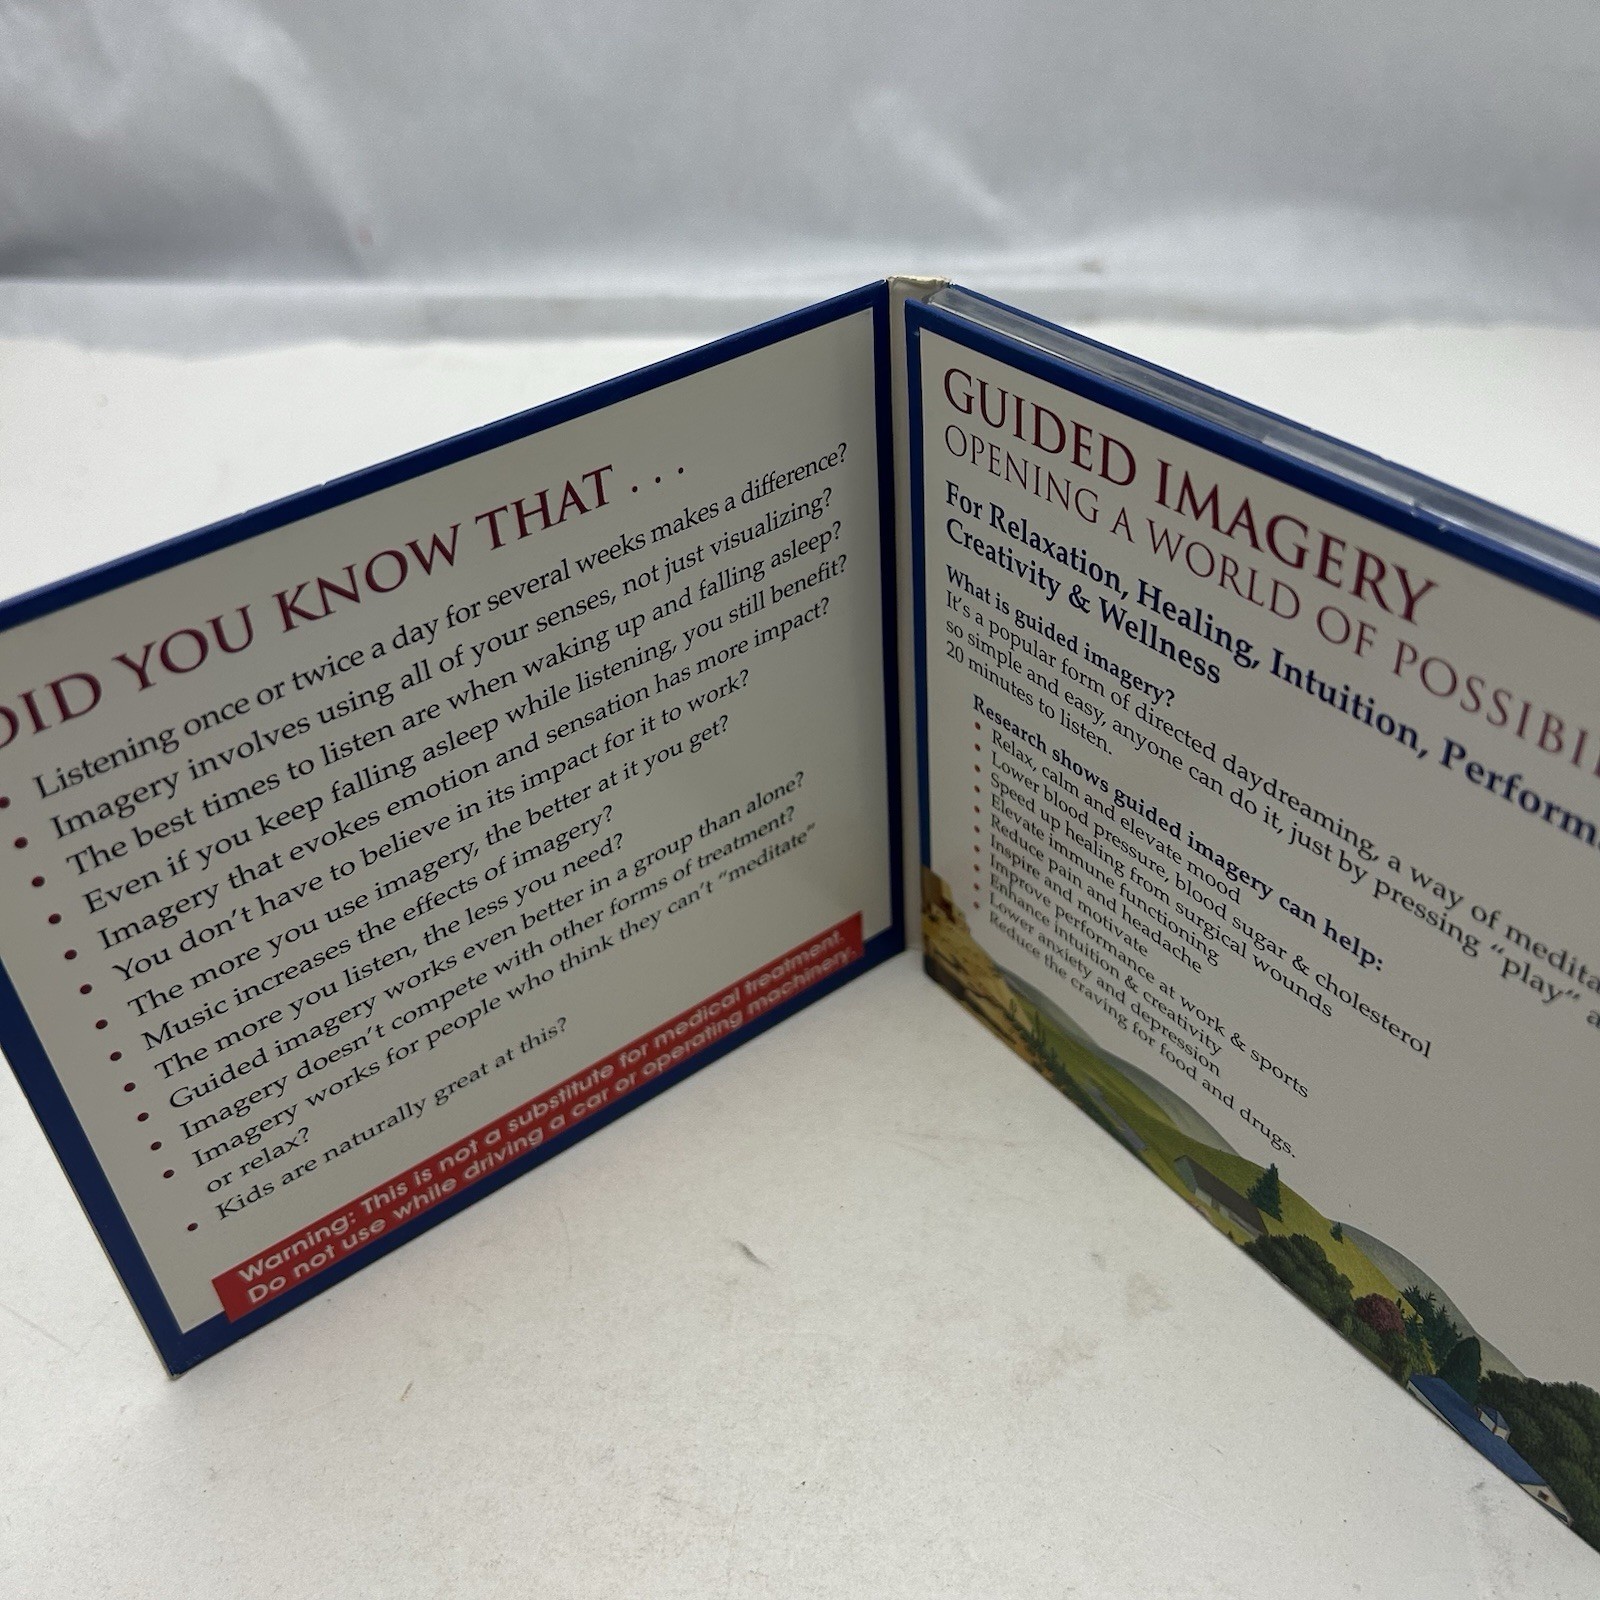 DID YOU KNOW THAT . . .
• Listening once or twice a day for several weeks makes a difference?
• Imagery involves using all of your senses, not just visualizing?
• The best times to listen are when waking up and falling asleep?
• Even if you keep falling asleep while listening, you still benefit?
• Imagery that evokes emotion and sensation has more impact?
• You don't have to believe in its impact for it to work?
• The more you use imagery, the better at it you get?
• Music increases the effects of imagery?
• The more you listen, the less you need?
• Guided imagery works even better in a group than alone?
• Imagery doesn't compete with other forms of treatment?
• Imagery works for people who think they can't "meditate"
or relax?
• Kids are naturally great at this?
Warning: This is not a substitute for medical treatment.
Do not use while driving a car or operating machinery.
GUIDED IMAGERY
OPENING A WORLD OF
For Relaxation, Healing, Intuition,
Creativity & Wellness
What is guided imagery?
It's a popular form of directed daydreaming, a way of
so simple and easy, anyone can do it, just by pressing "play"
20 minutes to listen.
Research shows guided imagery can help:
• Relax, calm and elevate mood
• Lower blood pressure, blood sugar & cholesterol
• Speed up healing from surgical wounds
• Elevate immune functioning
• Reduce pain and headache
• Inspire and motivate
• Improve performance at work & sports
• Enhance intuition & creativity
• Lower anxiety and depression
• Reduce the craving for food and drugs.